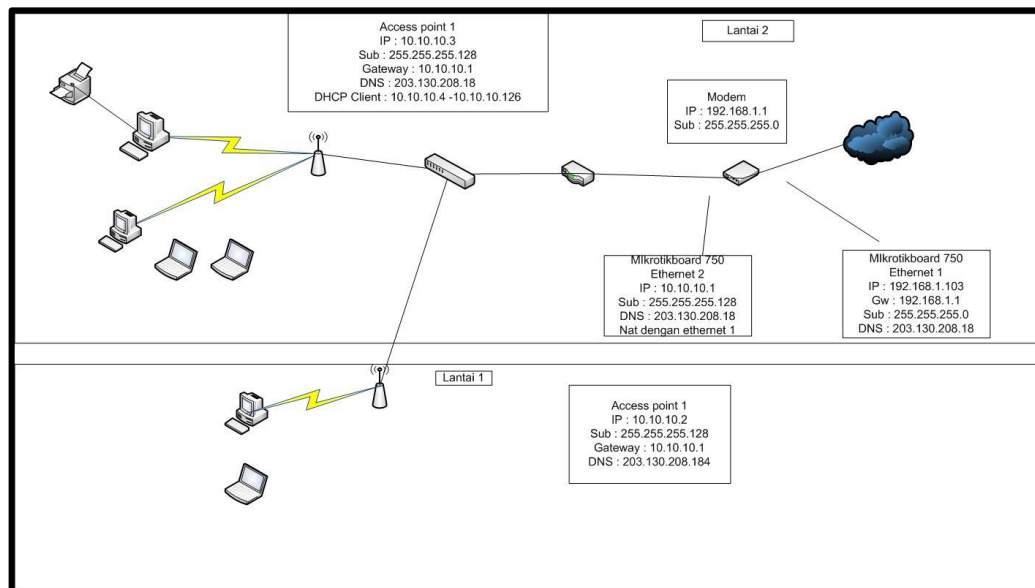 Access point 1
IP : 10.10.10.3
Sub : 255.255.255.128
Gateway : 10.10.10.1
DNS : 203.130.208.18
DHCP Client : 10.10.10.4 -10.10.10.126
Lantai 2
Modem
IP : 192.168.1.1
Sub : 255.255.255.0
MIkrotikboard 750
Ethernet 2
IP : 10.10.10.1
Sub : 255.255.255.128
DNS : 203.130.208.18
Nat dengan ethernet 1
MIkrotikboard 750
Ethernet 1
IP : 192.168.1.103
Gw : 192.168.1.1
Sub : 255.255.255.0
DNS : 203.130.208.18
Lantai 1
Access point 1
IP : 10.10.10.2
Sub : 255.255.255.128
Gateway : 10.10.10.1
DNS : 203.130.208.184